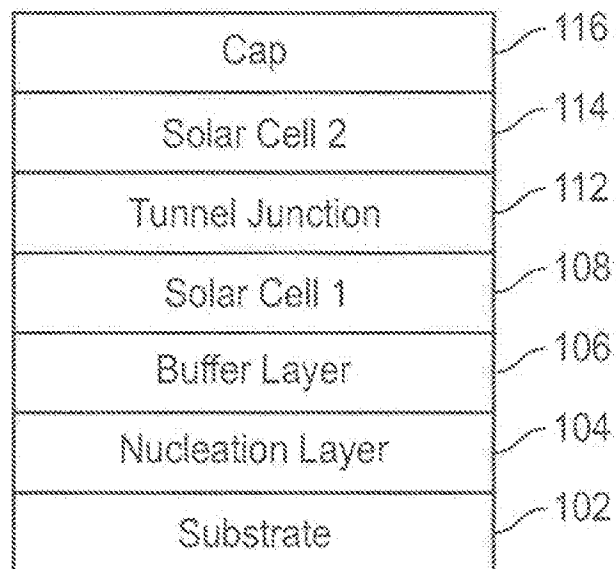 Cap 116
Solar Cell 2 114
Tunnel Junction 112
Solar Cell 1 108
Buffer Layer 106
Nucleation Layer 104
Substrate 102